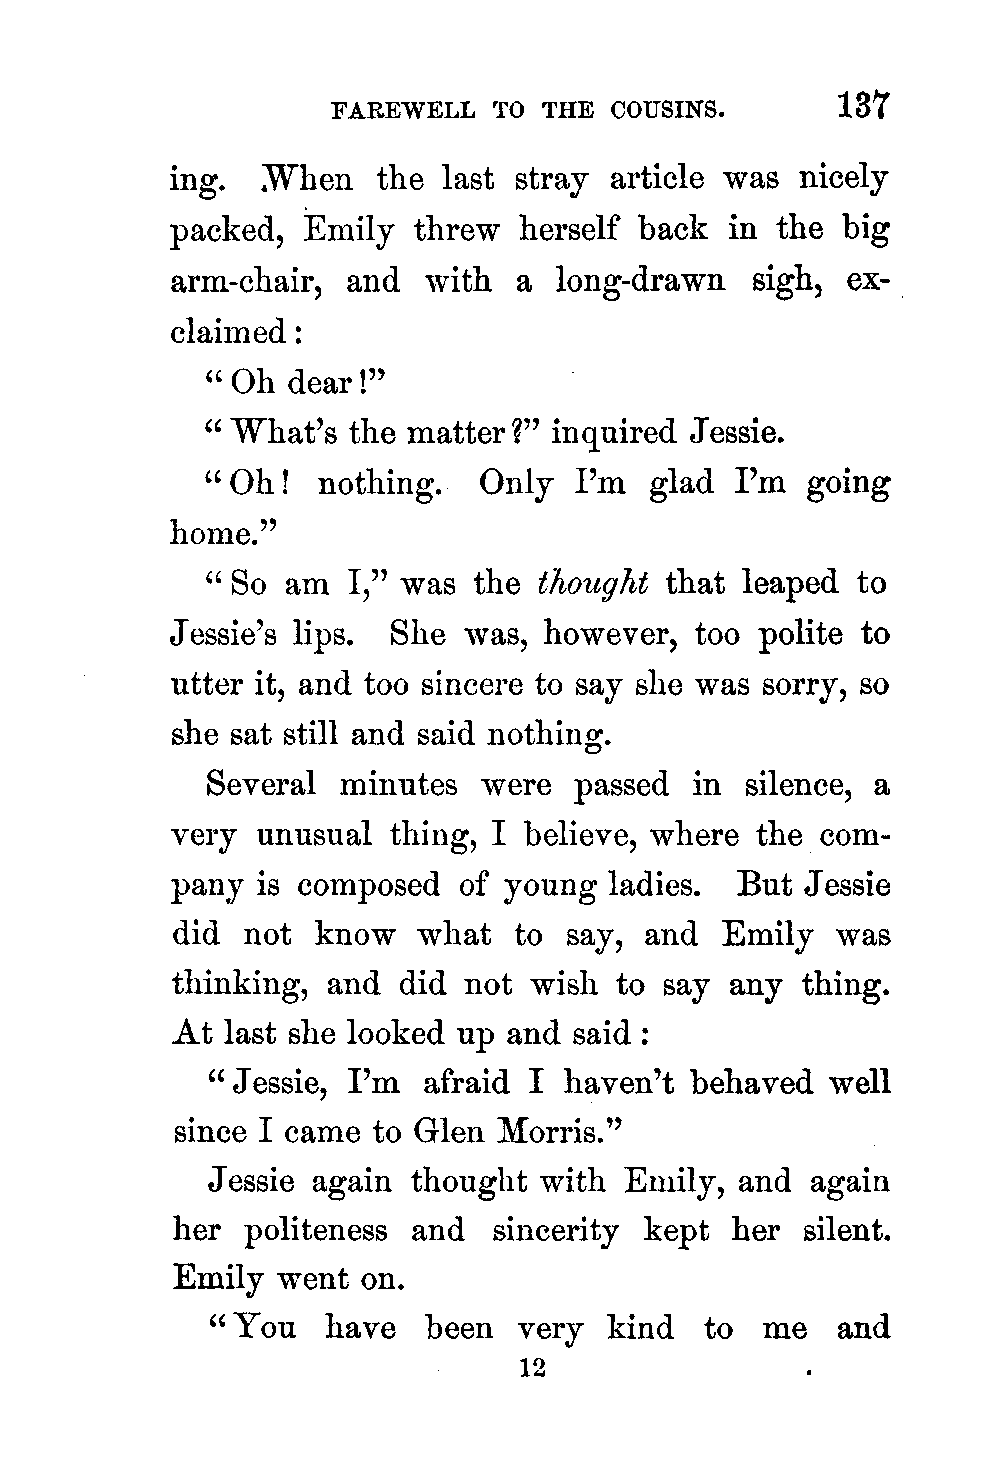 FAREWELL TO THE COUSINS. 137
ing. When the last stray article was nicely
packed, Emily threw herself back in the big
arm-chair, and with a long-drawn sigh, ex-
claimed:
"Oh dear!"
"What's the matter?" inquired Jessie.
"Oh! nothing. Only I'm glad I'm going
home."
"So am I," was the thought that leaped to
Jessie's lips. She was, however, too polite to
utter it, and too sincere to say she was sorry, so
she sat still and said nothing.
Several minutes were passed in silence, a
very unusual thing, I believe, where the com-
pany is composed of young ladies. But Jessie
did not know what to say, and Emily was
thinking, and did not wish to say any thing.
At last she looked up and said:
"Jessie, I'm afraid I haven't behaved well
since I came to Glen Morris."
Jessie again thought with Emily, and again
her politeness and sincerity kept her silent.
Emily went on.
"You have been very kind to me and
12